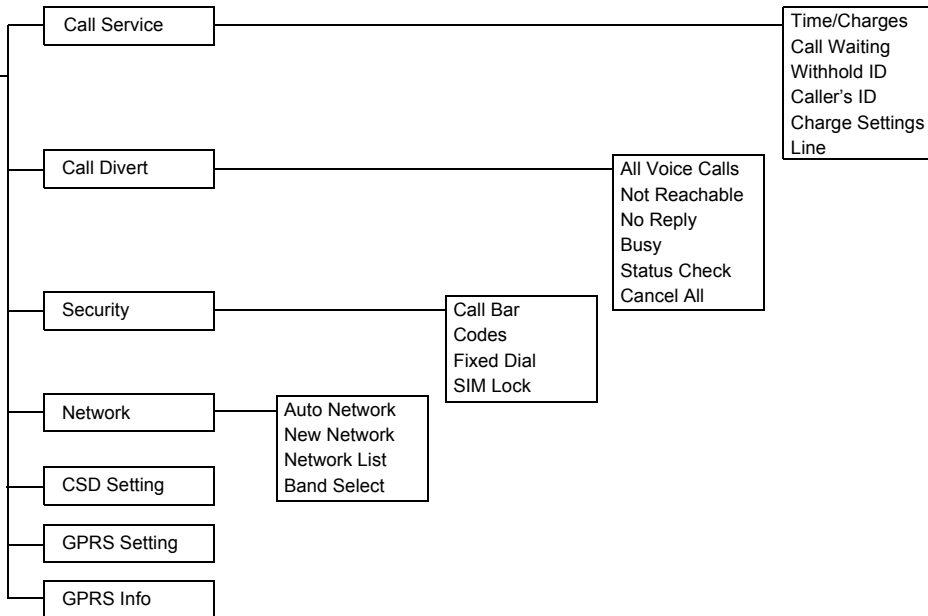 Call Service
Time/Charges
Call Waiting
Withhold ID
Caller’s ID
Charge Settings
Line
Call Divert
All Voice Calls
Not Reachable
No Reply
Busy
Status Check
Cancel All
Security
Call Bar
Codes
Fixed Dial
SIM Lock
Network
Auto Network
New Network
Network List
Band Select
CSD Setting
GPRS Setting
GPRS Info